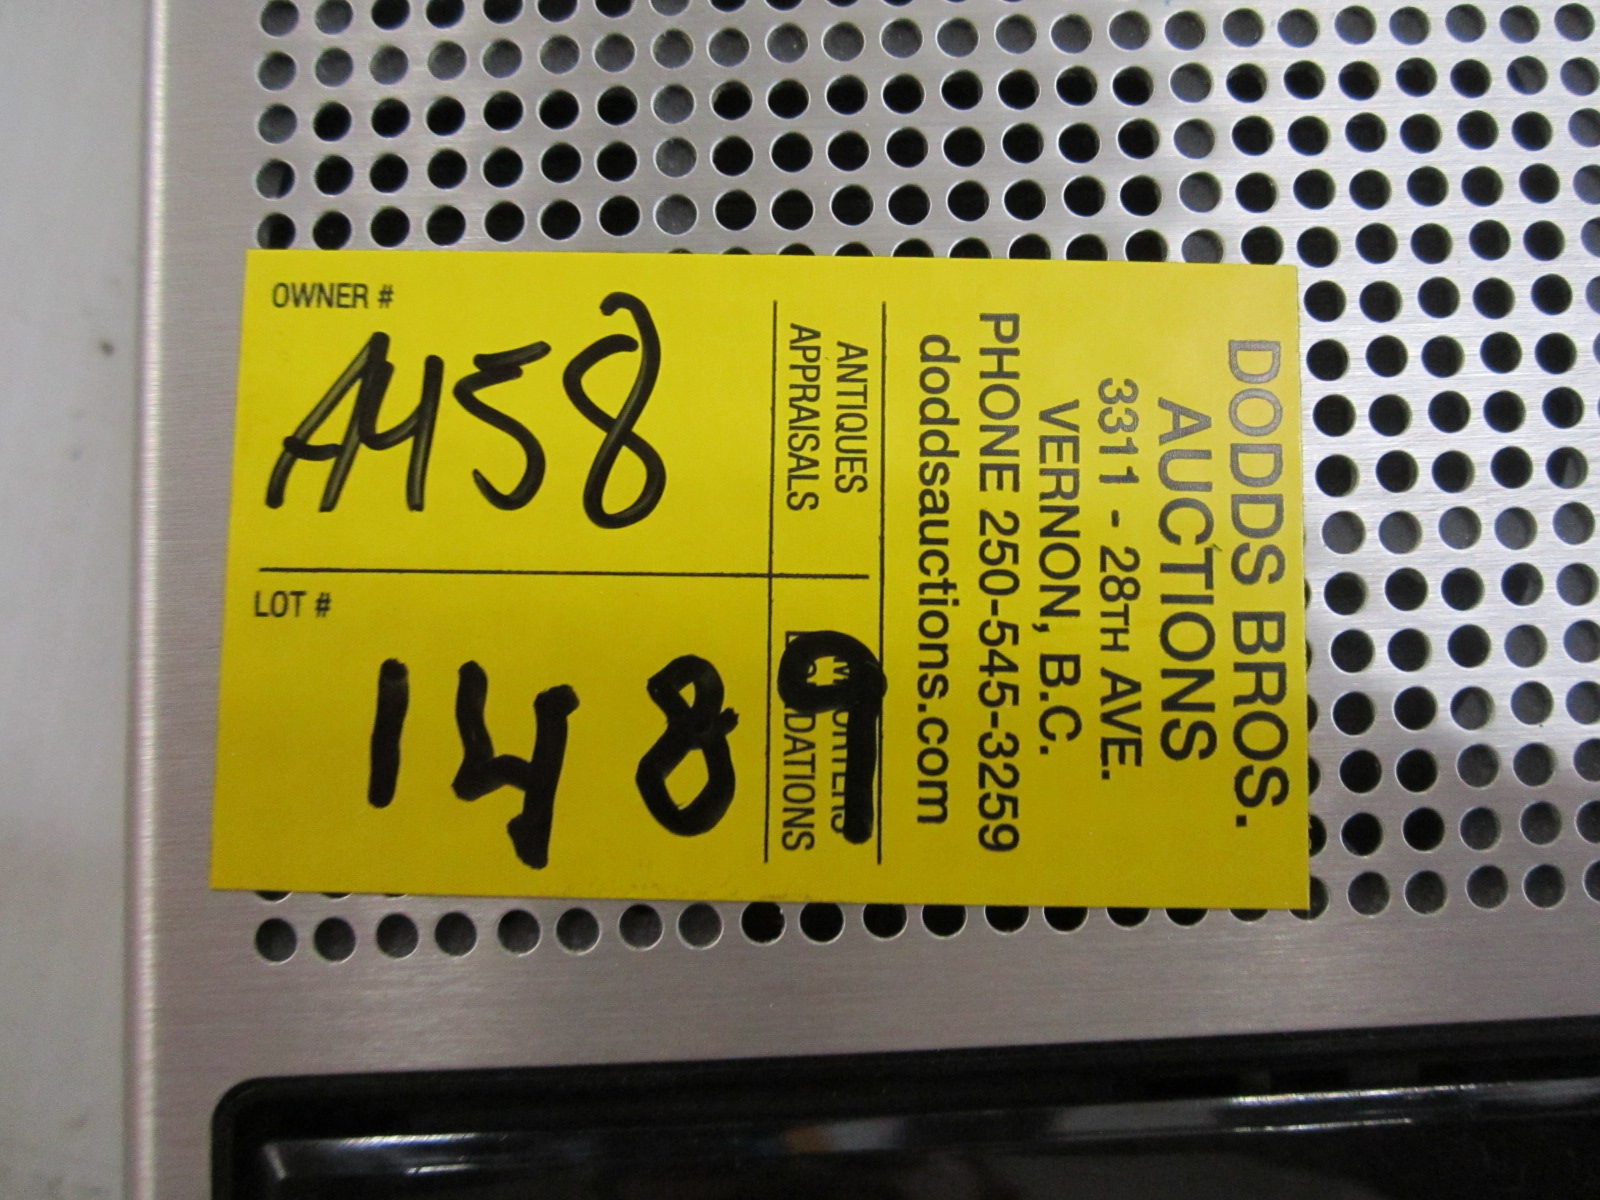 DODDS BROS.
AUCTIONS
3311 - 28TH AVE.
VERNON, B.C.
PHONE 250-545-3259
doddsauctions.com
ANTIQUES
APPRAISALS
OWNER #
A458
LOT #
1489